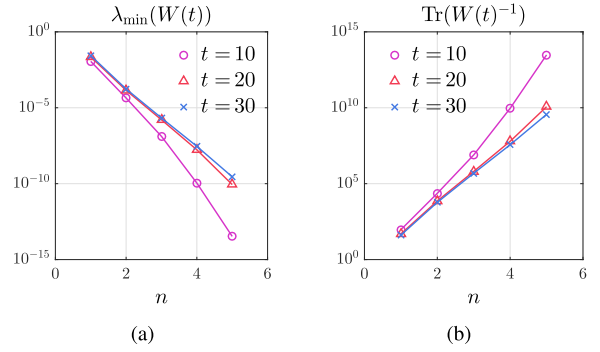 λ_min(W(t))
10^0
10^-5
10^-10
10^-15
t = 10
t = 20
t = 30
0 2 4 6
n
(a)
Tr(W(t)^-1)
10^15
10^10
10^5
10^0
t = 10
t = 20
t = 30
0 2 4 6
n
(b)